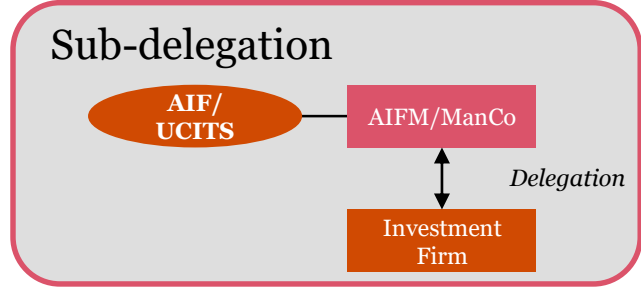 Sub-delegation
AIF/
UCITS
AIFM/ManCo
Delegation
Investment
Firm